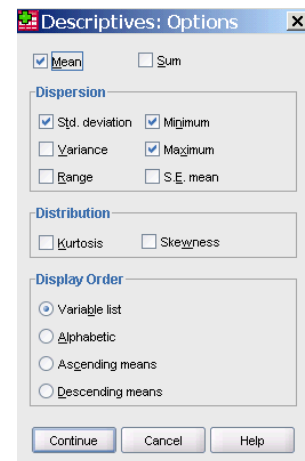 Descriptives: Options
Mean Sum
Dispersion
Std. deviation Minimum
Variance Maximum
Range S.E. mean
Distribution
Kurtosis Skewness
Display Order
Variable list
Alphabetic
Ascending means
Descending means
Continue Cancel Help